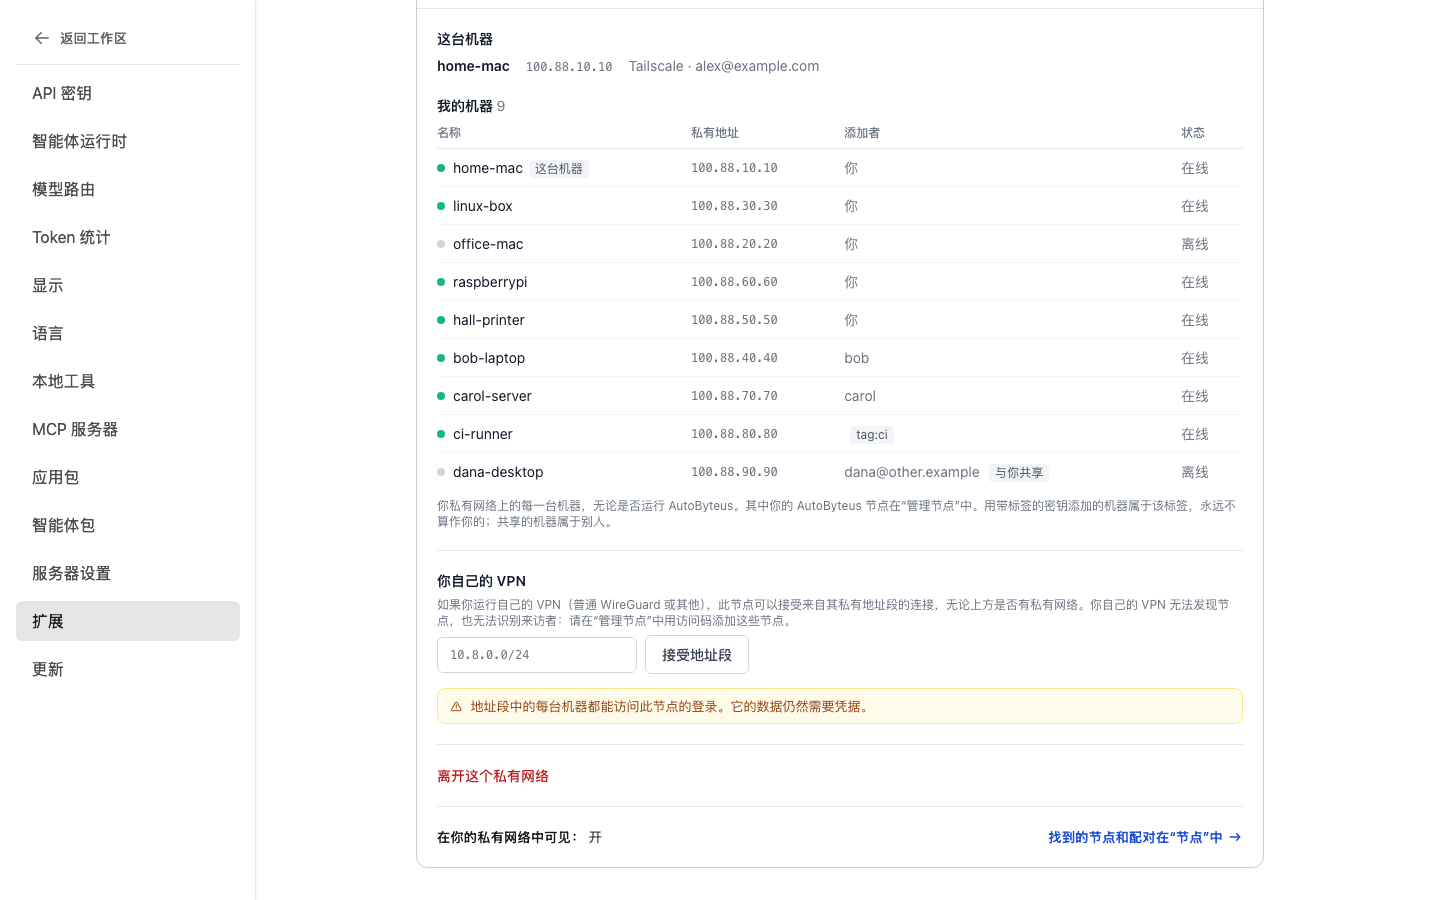 返回工作区
API 密钥
智能体运行时
模型路由
Token 统计
显示
语言
本地工具
MCP 服务器
应用包
智能体包
服务器设置
扩展
更新
这台机器
home-mac 100.88.10.10 Tailscale · alex@example.com
我的机器 9
名称 私有地址 添加者 状态
home-mac 这台机器 100.88.10.10 你 在线
linux-box 100.88.30.30 你 在线
office-mac 100.88.20.20 你 离线
raspberrypi 100.88.60.60 你 在线
hall-printer 100.88.50.50 你 在线
bob-laptop 100.88.40.40 bob 在线
carol-server 100.88.70.70 carol 在线
ci-runner 100.88.80.80 tag:ci 在线
dana-desktop 100.88.90.90 dana@other.example 与你共享 离线
你私有网络上的每一台机器，无论是否运行 AutoByteus。其中你的 AutoByteus 节点在“管理节点”中。用带标签的密钥添加的机器属于该标签，永远不
算作你的；共享的机器属于别人。
你自己的 VPN
如果你运行自己的 VPN（普通 WireGuard 或其他），此节点可以接受来自其私有地址段的连接，无论上方是否有私有网络。你自己的 VPN 无法发现节
点，也无法识别来访者：请在“管理节点”中用访问码添加这些节点。
10.8.0.0/24 接受地址段
地址段中的每台机器都能访问此节点的登录。它的数据仍然需要凭据。
离开这个私有网络
在你的私有网络中可见： 开 找到的节点和配对在“节点”中 →